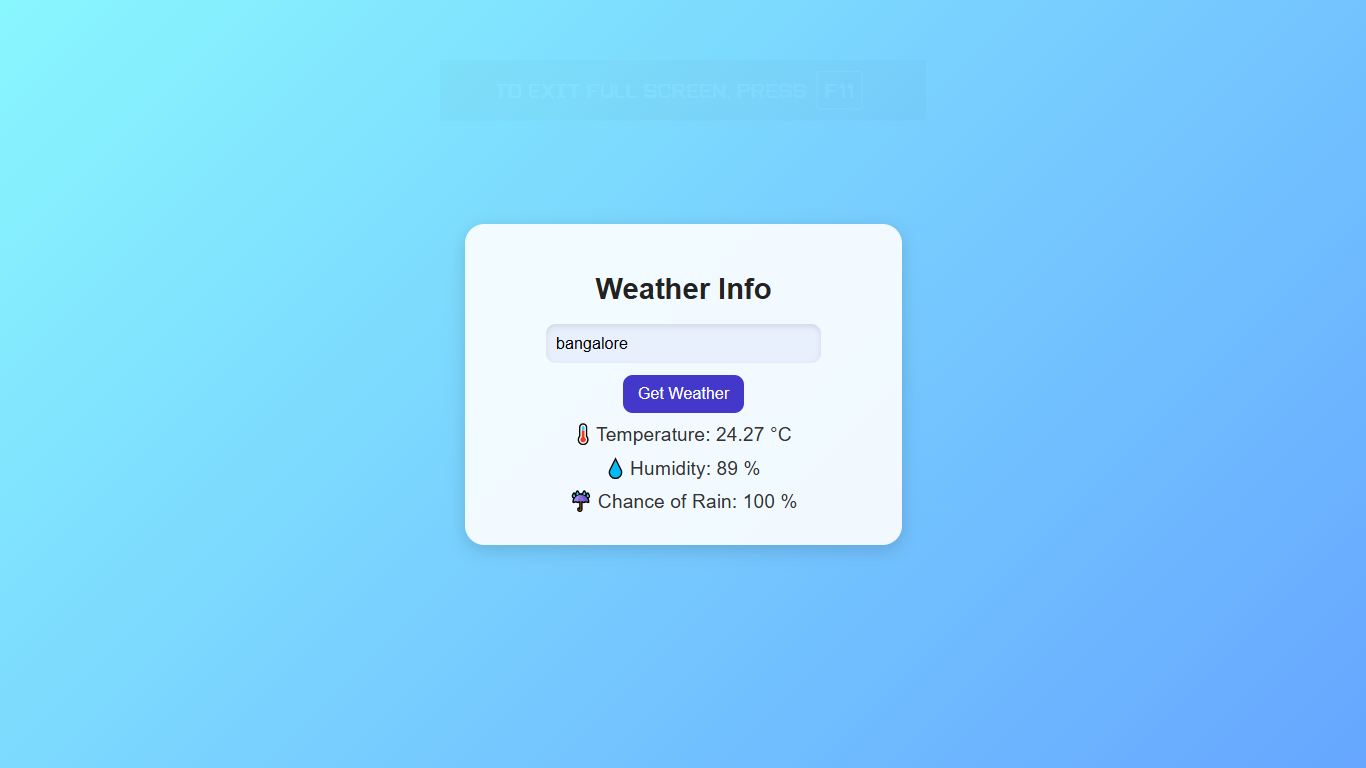 TO EXIT FULL SCREEN, PRESS F11
Weather Info
bangalore
Get Weather
Temperature: 24.27 °C
Humidity: 89 %
Chance of Rain: 100 %